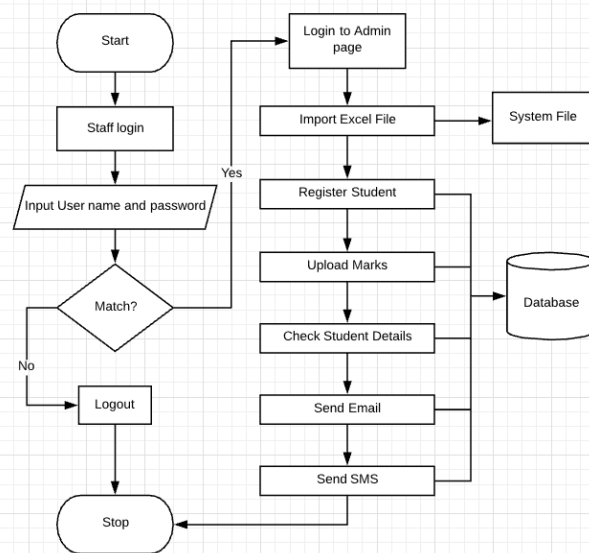 Start
Staff login
Input User name and password
Match?
Yes
No
Logout
Stop
Login to Admin
page
Import Excel File
System File
Register Student
Upload Marks
Check Student Details
Send Email
Send SMS
Database